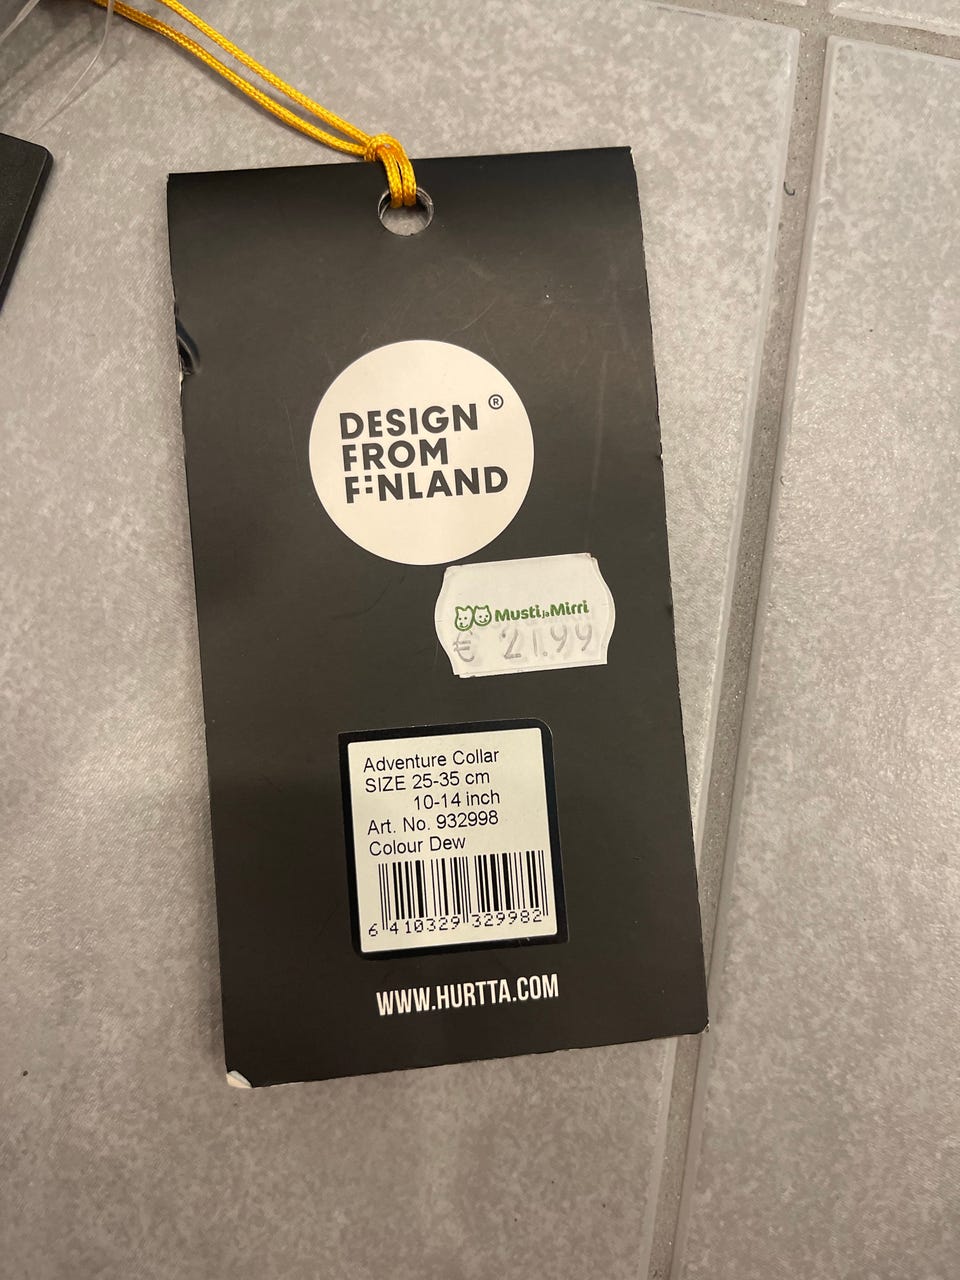 DESIGN ®
FROM
FINLAND
Musti ja Mirri
€ 21.99
Adventure Collar
SIZE 25-35 cm
10-14 inch
Art. No. 932998
Colour Dew
6 410329 329982
WWW.HURTTA.COM